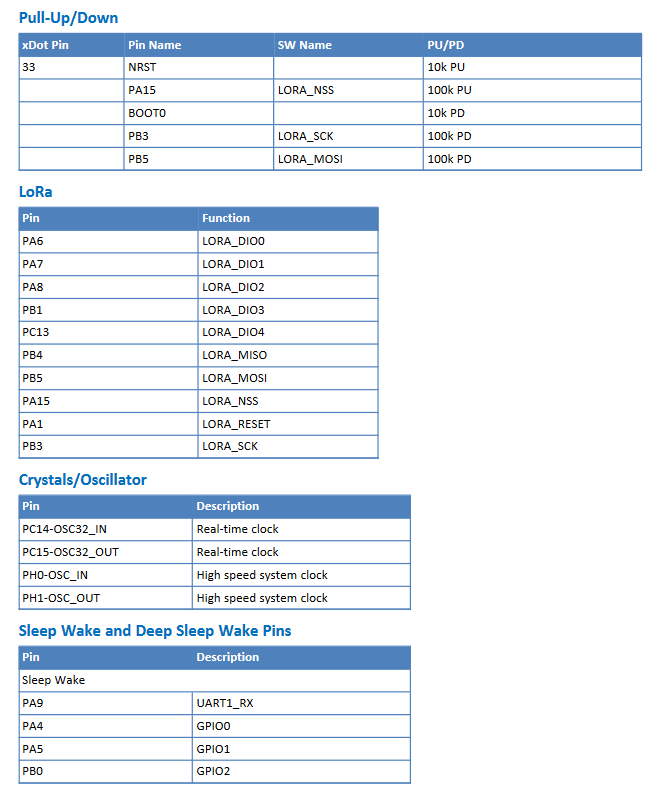 Pull-Up/Down
xDot Pin Pin Name SW Name PU/PD
33 NRST 10k PU
PA15 LORA_NSS 100k PU
BOOT0 10k PD
PB3 LORA_SCK 100k PD
PB5 LORA_MOSI 100k PD
LoRa
Pin Function
PA6 LORA_DIO0
PA7 LORA_DIO1
PA8 LORA_DIO2
PB1 LORA_DIO3
PC13 LORA_DIO4
PB4 LORA_MISO
PB5 LORA_MOSI
PA15 LORA_NSS
PA1 LORA_RESET
PB3 LORA_SCK
Crystals/Oscillator
Pin Description
PC14-OSC32_IN Real-time clock
PC15-OSC32_OUT Real-time clock
PH0-OSC_IN High speed system clock
PH1-OSC_OUT High speed system clock
Sleep Wake and Deep Sleep Wake Pins
Pin Description
Sleep Wake
PA9 UART1_RX
PA4 GPIO0
PA5 GPIO1
PB0 GPIO2